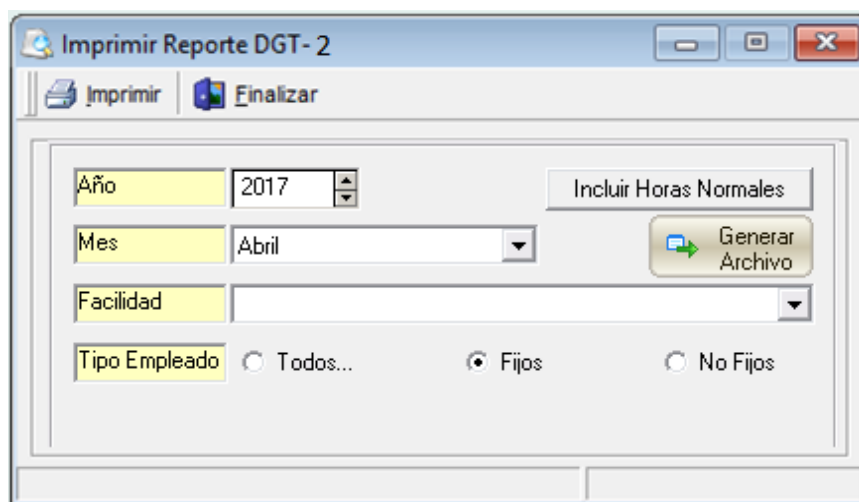 Imprimir Reporte DGT- 2
Imprimir Finalizar
Año 2017 Incluir Horas Normales
Mes Abril Generar
Archivo
Facilidad
Tipo Empleado Todos... Fijos No Fijos